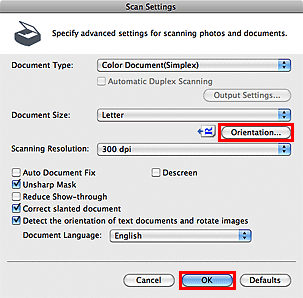 Scan Settings
Specify advanced settings for scanning photos and documents.
Document Type: Color Document(Simplex)
Automatic Duplex Scanning
Output Settings...
Document Size: Letter
R Orientation...
Scanning Resolution: 300 dpi
Auto Document Fix Descreen
Unsharp Mask
Reduce Show-through
Correct slanted document
Detect the orientation of text documents and rotate images
Document Language: English
Cancel OK Defaults